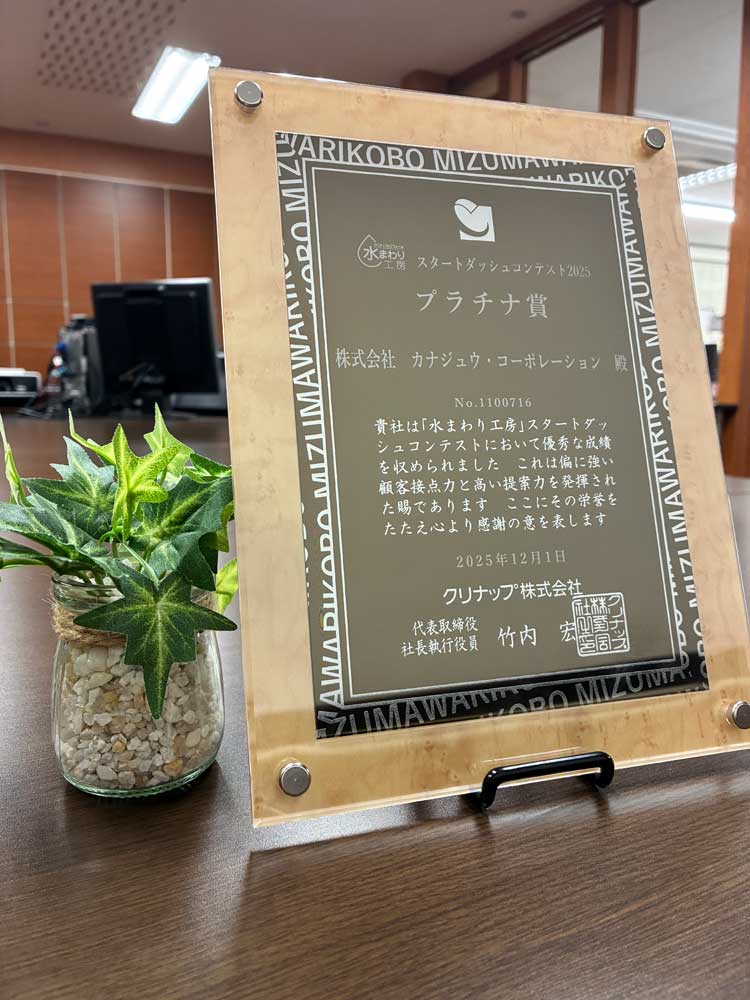 WARIKOBO MIZUMAWA
水まわり
工房
スタートダッシュコンテスト2025
プラチナ賞
株式会社 カナジュウ・コーポレーション 殿
No.1100716
貴社は「水まわり工房」スタートダッ
シュコンテストにおいて優秀な成績
を収められました これは偏に強い
顧客接点力と高い提案力を発揮され
た賜であります ここにその栄誉を
たたえ心より感謝の意を表します
2025年12月1日
クリナップ株式会社
代表取締役
社長執行役員
竹内 宏